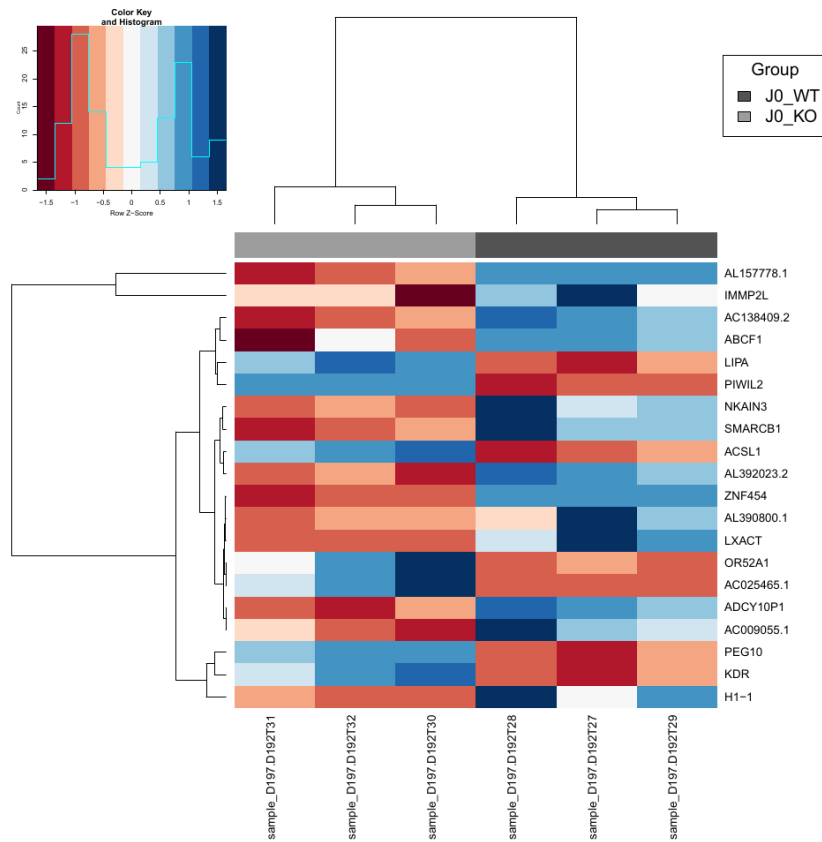 Color Key
and Histogram
Count
0 5 10 15 20 25
−1.5 −1 −0.5 0 0.5 1 1.5
Row Z−Score
Group
J0_WT
J0_KO
AL157778.1
IMMP2L
AC138409.2
ABCF1
LIPA
PIWIL2
NKAIN3
SMARCB1
ACSL1
AL392023.2
ZNF454
AL390800.1
LXACT
OR52A1
AC025465.1
ADCY10P1
AC009055.1
PEG10
KDR
H1−1
sample_D197.D192T31
sample_D197.D192T32
sample_D197.D192T30
sample_D197.D192T28
sample_D197.D192T27
sample_D197.D192T29